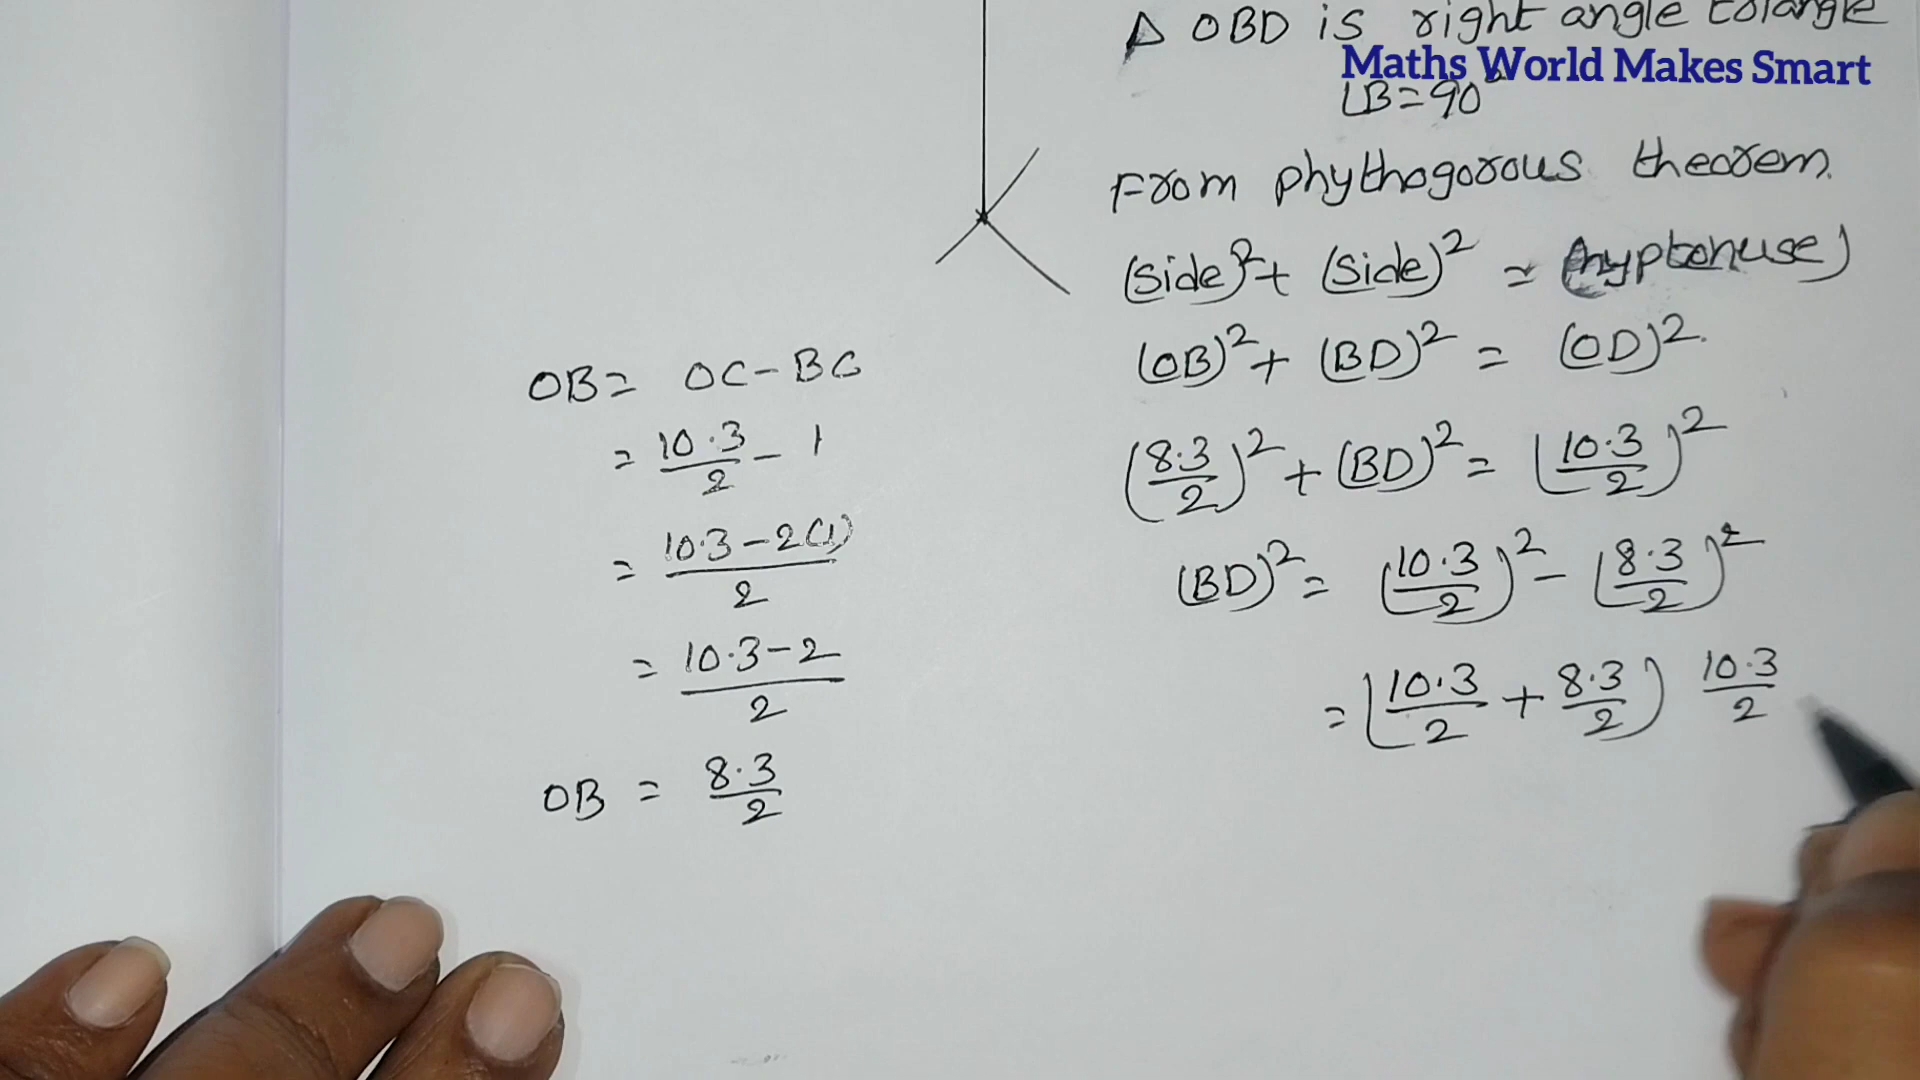 Δ OBD is right angle triangle
Maths World Makes Smart
∠B = 90°
From phythogorous theorem.
(side)² + (side)² = (hyptenuse)
(OB)² + (BD)² = (OD)².
(8.3/2)² + (BD)² = (10.3/2)²
(BD)² = (10.3/2)² - (8.3/2)²
= (10.3/2 + 8.3/2) 10.3/2
OB = OC - BC
= 10.3/2 - 1
= 10.3 - 2(1)/2
= 10.3 - 2/2
OB = 8.3/2